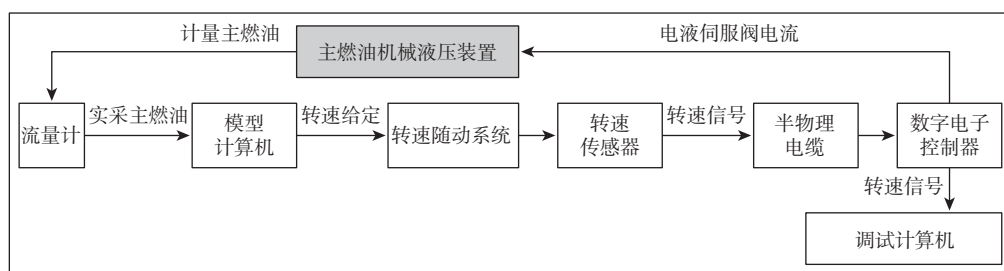 计量主燃油
主燃油机械液压装置
电液伺服阀电流
流量计
实采主燃油
模型
计算机
转速给定
转速随动系统
转速
传感器
转速信号
半物理
电缆
数字电子
控制器
转速信号
调试计算机